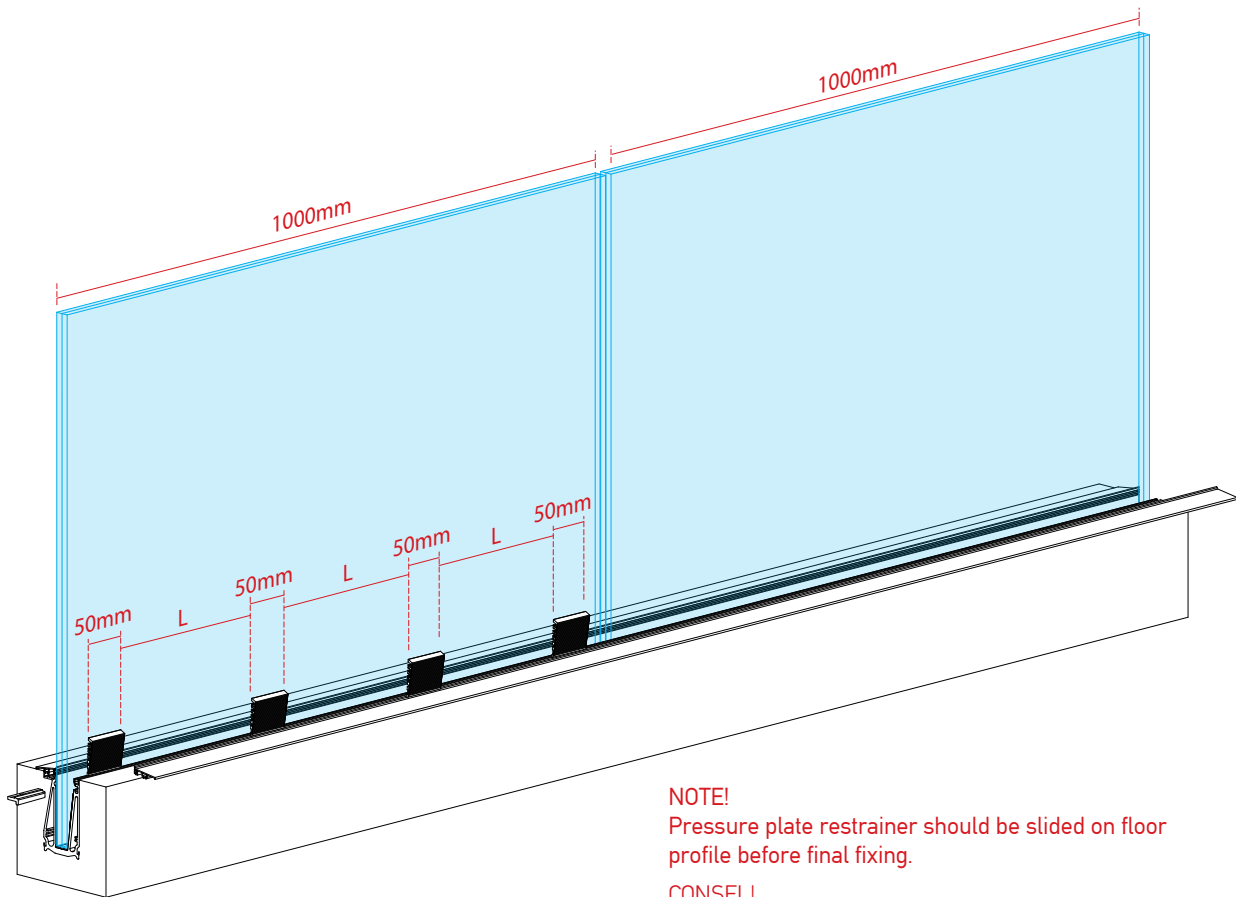 1000mm
1000mm
50mm
L
50mm
L
50mm
L
50mm
NOTE!
Pressure plate restrainer should be slided on floor
profile before final fixing.